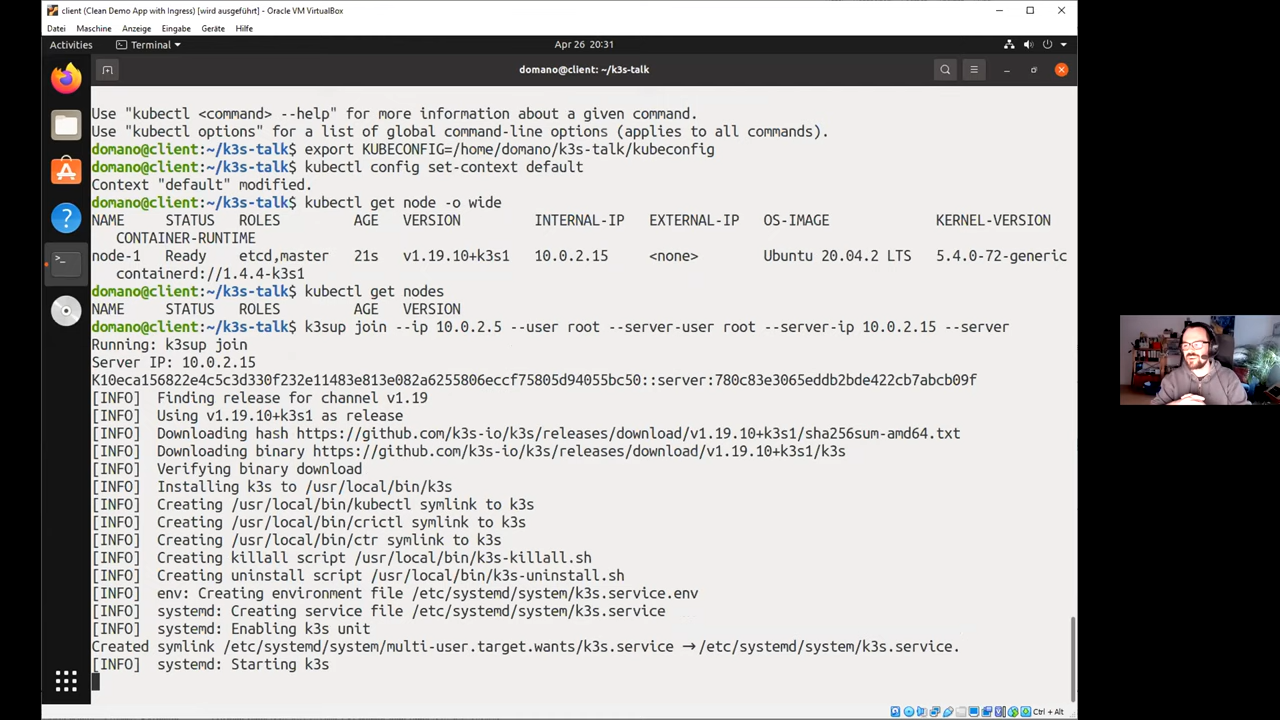 client (Clean Demo App with Ingress) [wird ausgeführt] - Oracle VM VirtualBox
Datei Maschine Anzeige Eingabe Geräte Hilfe
Activities Terminal Apr 26 20:31
domano@client: ~/k3s-talk
Use "kubectl <command> --help" for more information about a given command.
Use "kubectl options" for a list of global command-line options (applies to all commands).
domano@client:~/k3s-talk$ export KUBECONFIG=/home/domano/k3s-talk/kubeconfig
domano@client:~/k3s-talk$ kubectl config set-context default
Context "default" modified.
domano@client:~/k3s-talk$ kubectl get node -o wide
NAME STATUS ROLES AGE VERSION INTERNAL-IP EXTERNAL-IP OS-IMAGE KERNEL-VERSION
CONTAINER-RUNTIME
node-1 Ready etcd,master 21s v1.19.10+k3s1 10.0.2.15 <none> Ubuntu 20.04.2 LTS 5.4.0-72-generic
containerd://1.4.4-k3s1
domano@client:~/k3s-talk$ kubectl get nodes
NAME STATUS ROLES AGE VERSION
domano@client:~/k3s-talk$ k3sup join --ip 10.0.2.5 --user root --server-user root --server-ip 10.0.2.15 --server
Running: k3sup join
Server IP: 10.0.2.15
K10eca156822e4c5c3d330f232e11483e813e082a6255806eccf75805d94055bc50::server:780c83e3065eddb2bde422cb7abcb09f
[INFO] Finding release for channel v1.19
[INFO] Using v1.19.10+k3s1 as release
[INFO] Downloading hash https://github.com/k3s-io/k3s/releases/download/v1.19.10+k3s1/sha256sum-amd64.txt
[INFO] Downloading binary https://github.com/k3s-io/k3s/releases/download/v1.19.10+k3s1/k3s
[INFO] Verifying binary download
[INFO] Installing k3s to /usr/local/bin/k3s
[INFO] Creating /usr/local/bin/kubectl symlink to k3s
[INFO] Creating /usr/local/bin/crictl symlink to k3s
[INFO] Creating /usr/local/bin/ctr symlink to k3s
[INFO] Creating killall script /usr/local/bin/k3s-killall.sh
[INFO] Creating uninstall script /usr/local/bin/k3s-uninstall.sh
[INFO] env: Creating environment file /etc/systemd/system/k3s.service.env
[INFO] systemd: Creating service file /etc/systemd/system/k3s.service
[INFO] systemd: Enabling k3s unit
Created symlink /etc/systemd/system/multi-user.target.wants/k3s.service → /etc/systemd/system/k3s.service.
[INFO] systemd: Starting k3s
Ctrl + Alt